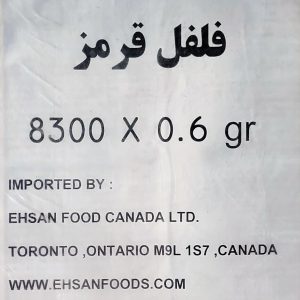 فلفل قرمز
8300 X 0.6 gr
IMPORTED BY :
EHSAN FOOD CANADA LTD.
TORONTO ,ONTARIO M9L 1S7 ,CANADA
WWW.EHSANFOODS.COM